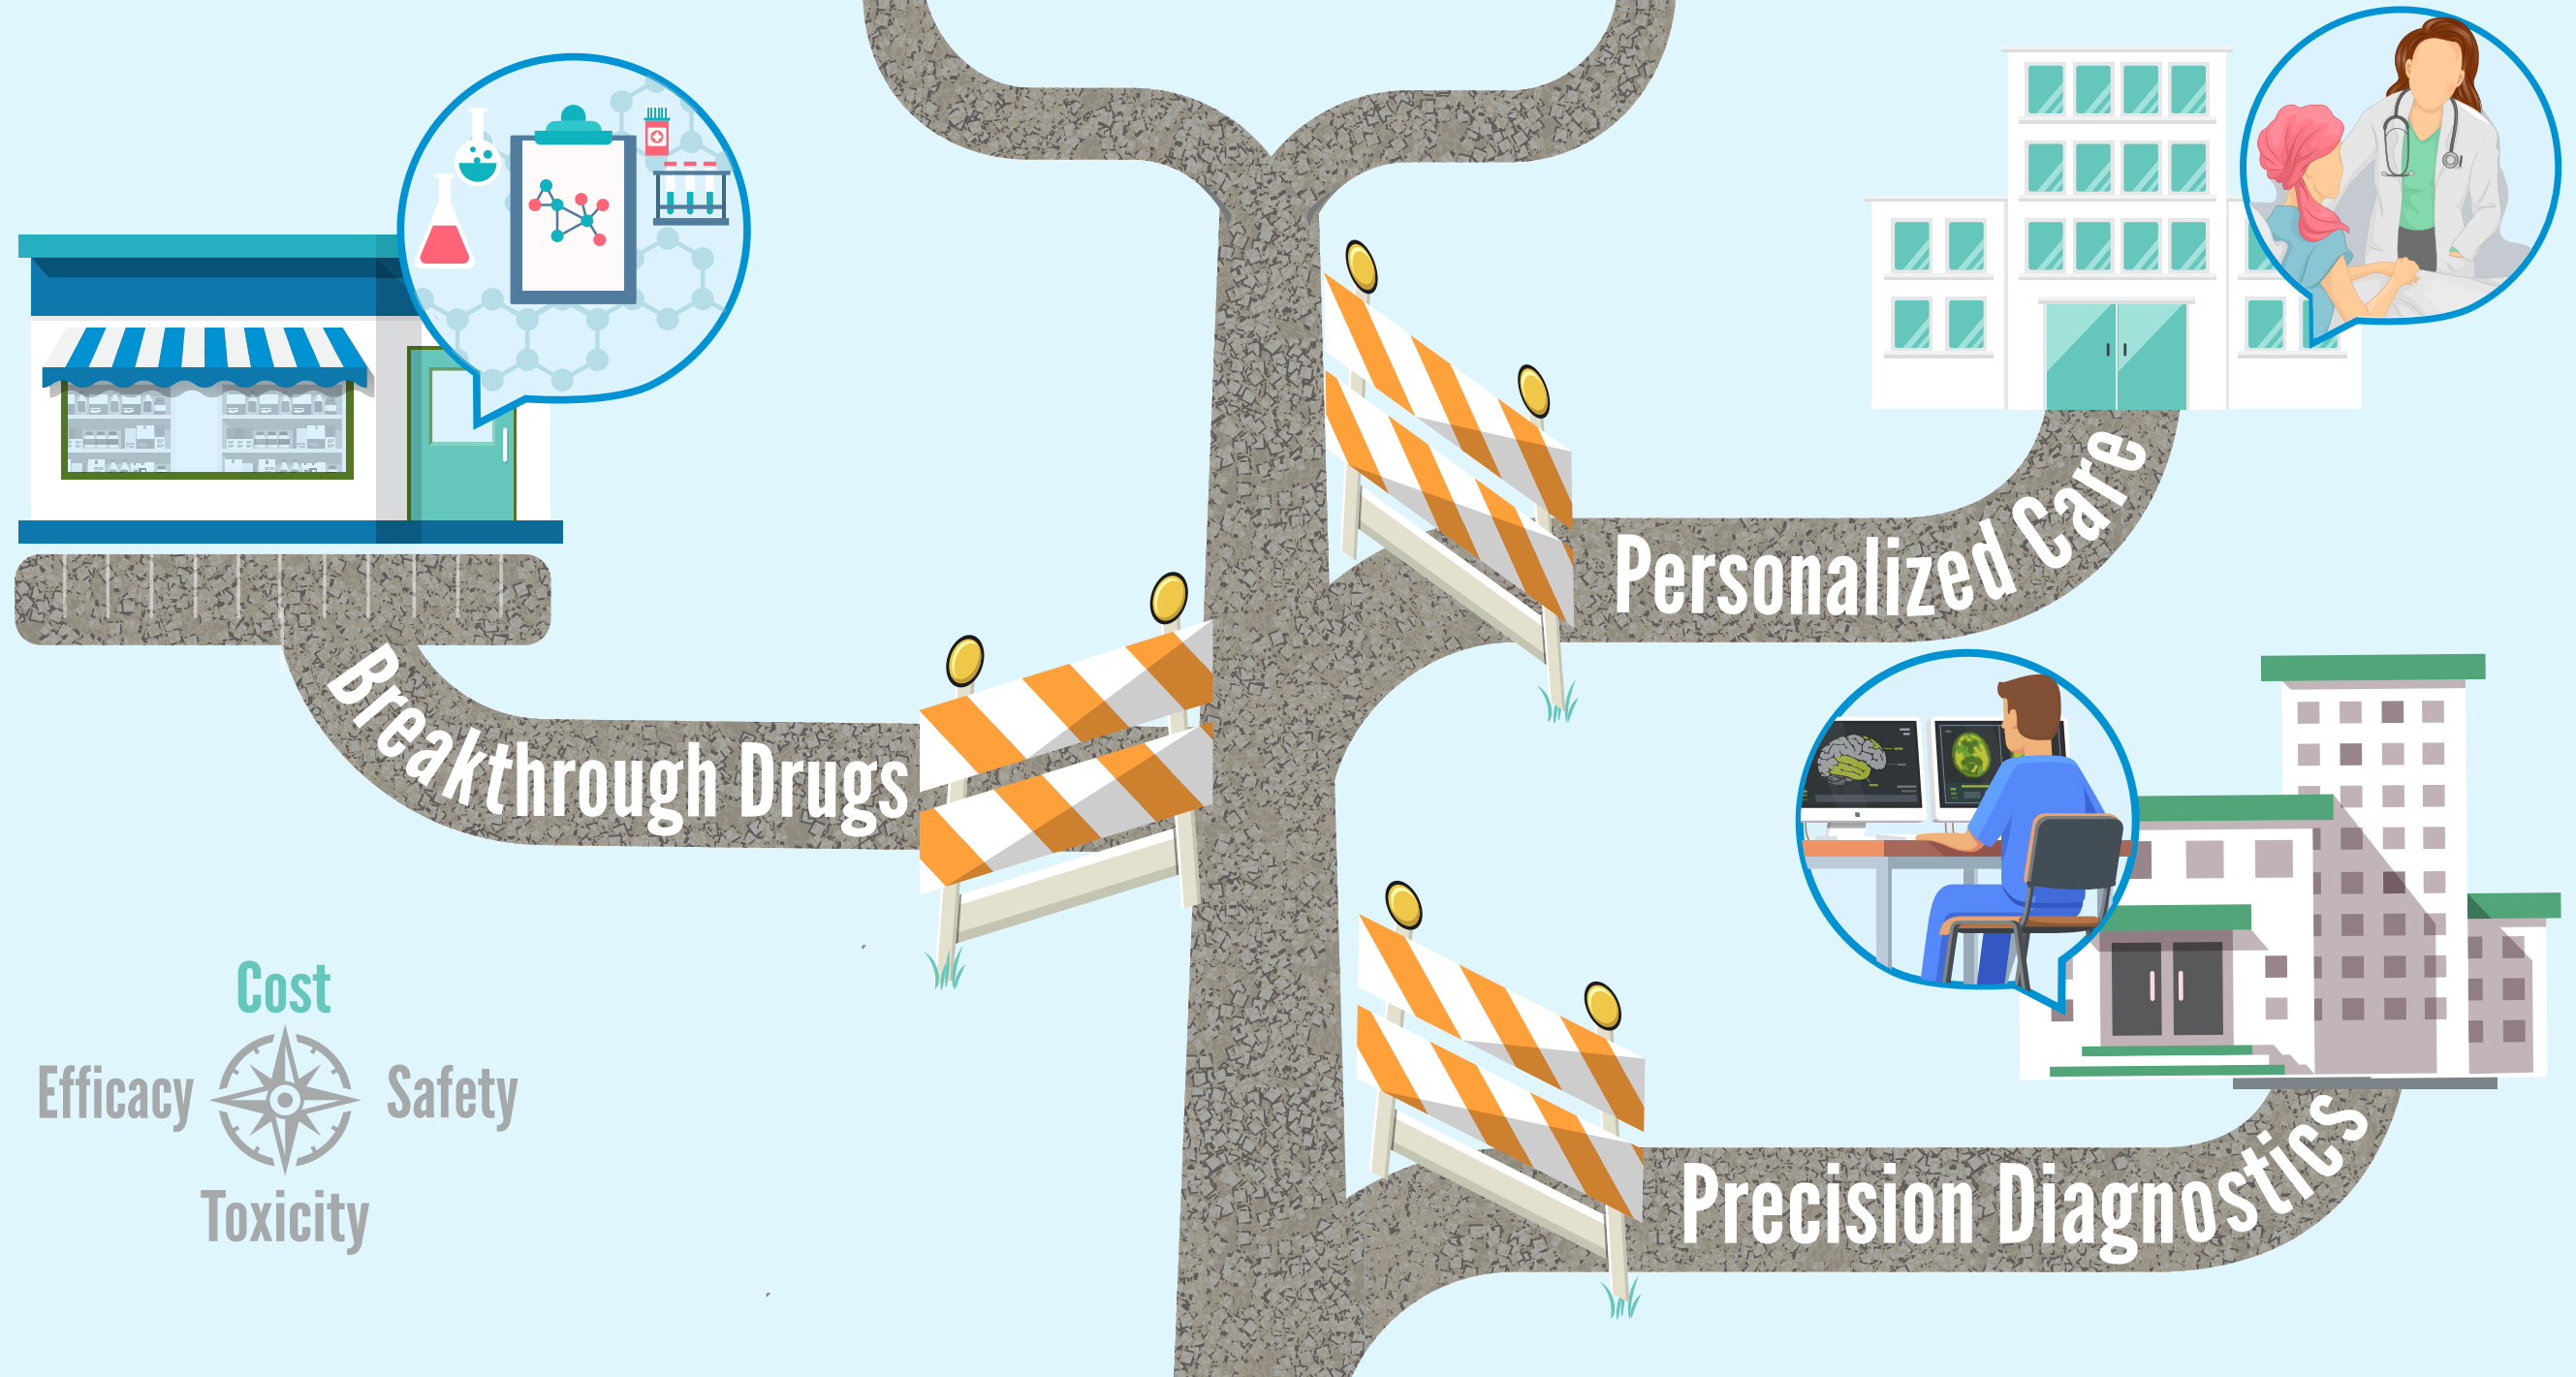 Personalized Care
Breakthrough Drugs
Cost
Efficacy
Safety
Toxicity
Precision Diagnostics